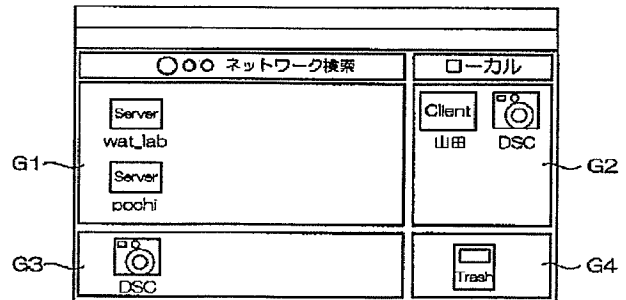 ○○○ ネットワーク検索
ローカル
Server
wat_lab
Server
pochi
Client
山田
DSC
G1
G2
DSC
Trash
G3
G4